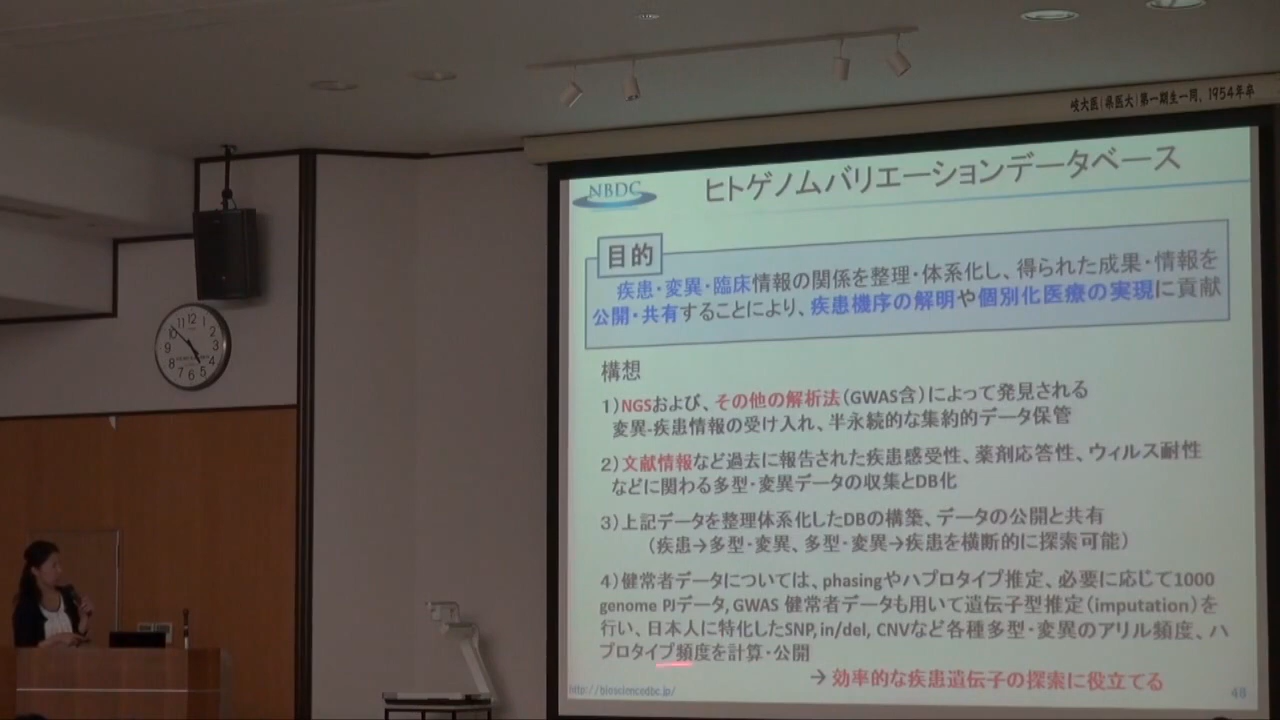 岐大医(県医大)第一期生一同、1954年卒
NBDC
ヒトゲノムバリエーションデータベース
目的
疾患・変異・臨床情報の関係を整理・体系化し、得られた成果・情報を
公開・共有することにより、疾患機序の解明や個別化医療の実現に貢献
構想
1)NGSおよび、その他の解析法(GWAS含)によって発見される
変異-疾患情報の受け入れ、半永続的な集約的データ保管
2)文献情報など過去に報告された疾患感受性、薬剤応答性、ウィルス耐性
などに関わる多型・変異データの収集とDB化
3)上記データを整理体系化したDBの構築、データの公開と共有
(疾患→多型・変異、多型・変異→疾患を横断的に探索可能)
4)健常者データについては、phasingやハプロタイプ推定、必要に応じて1000
genome PJデータ, GWAS 健常者データも用いて遺伝子型推定(imputation)を
行い、日本人に特化したSNP, in/del, CNVなど各種多型・変異のアリル頻度、ハ
プロタイプ頻度を計算・公開
→効率的な疾患遺伝子の探索に役立てる
http://biosciencedbc.jp/
48
12
1
2
3
4
5
6
7
8
9
10
11